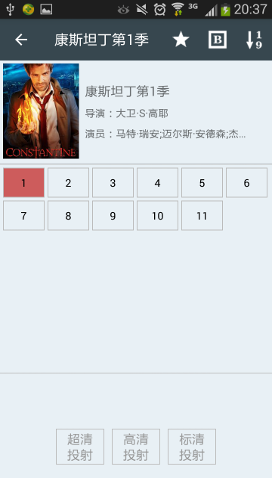 3G 20:37
康斯坦丁第1季 B 1 9
CONSTANTINE
康斯坦丁第1季
导演：大卫·S·高耶
演员：马特·瑞安;迈尔斯·安德森;杰...
1 2 3 4 5 6
7 8 9 10 11
超清 高清 标清
投射 投射 投射